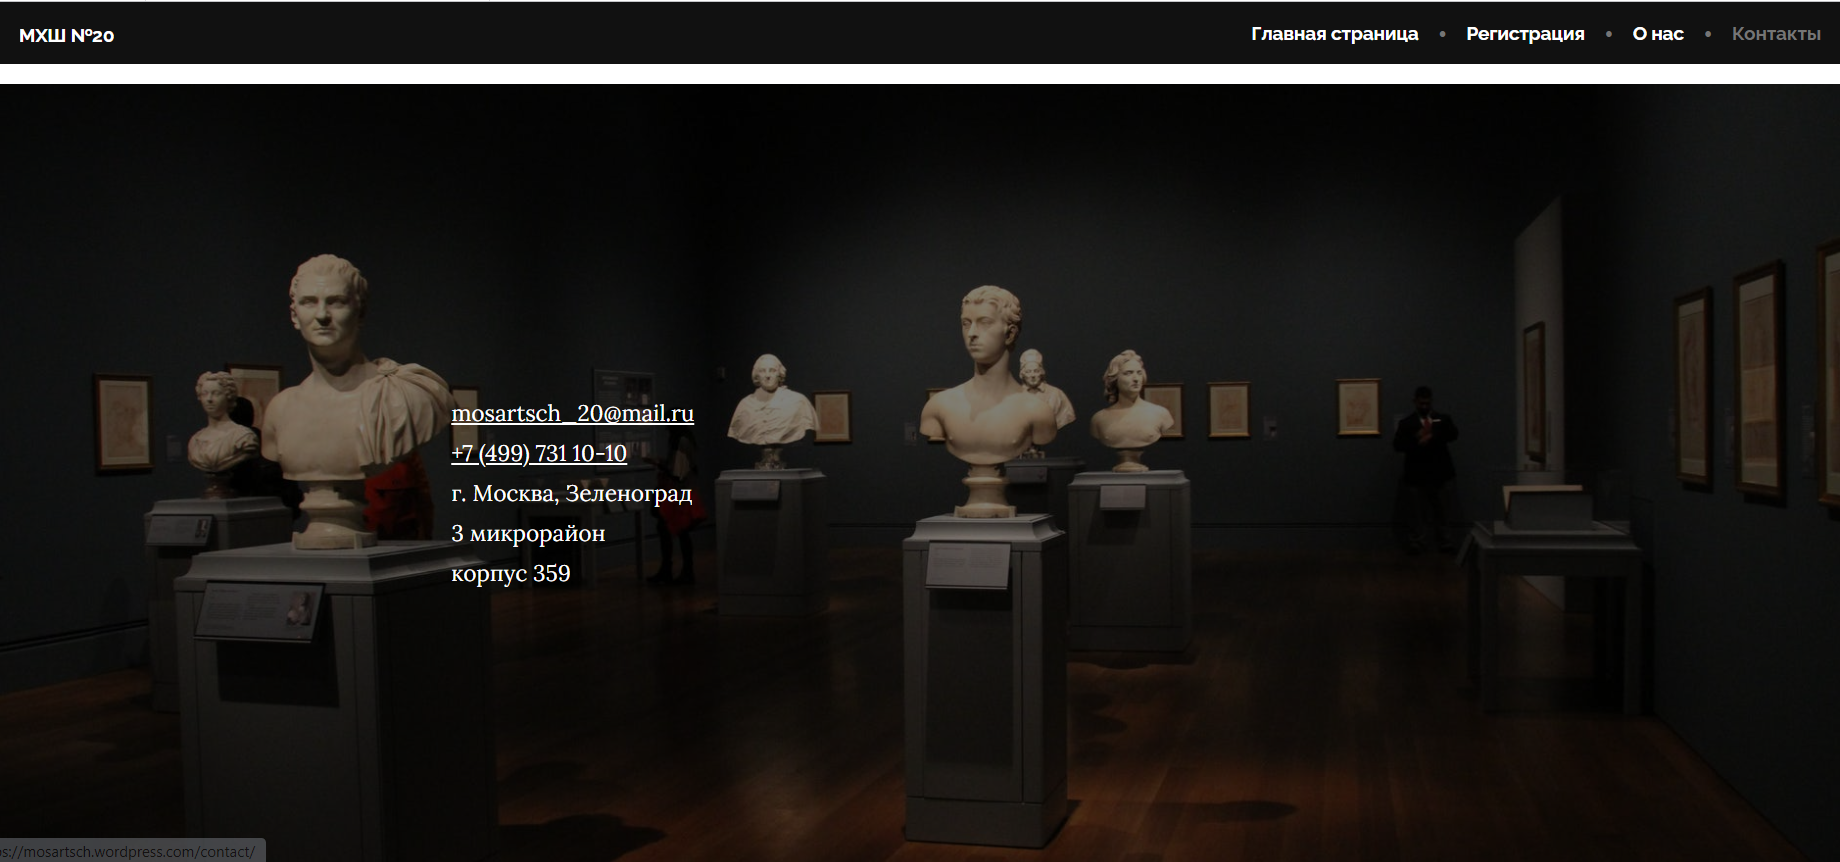 МХШ №20
Главная страница • Регистрация • О нас • Контакты
mosartsch_20@mail.ru
+7 (499) 731 10-10
г. Москва, Зеленоград
3 микрорайон
корпус 359
s://mosartsch.wordpress.com/contact/